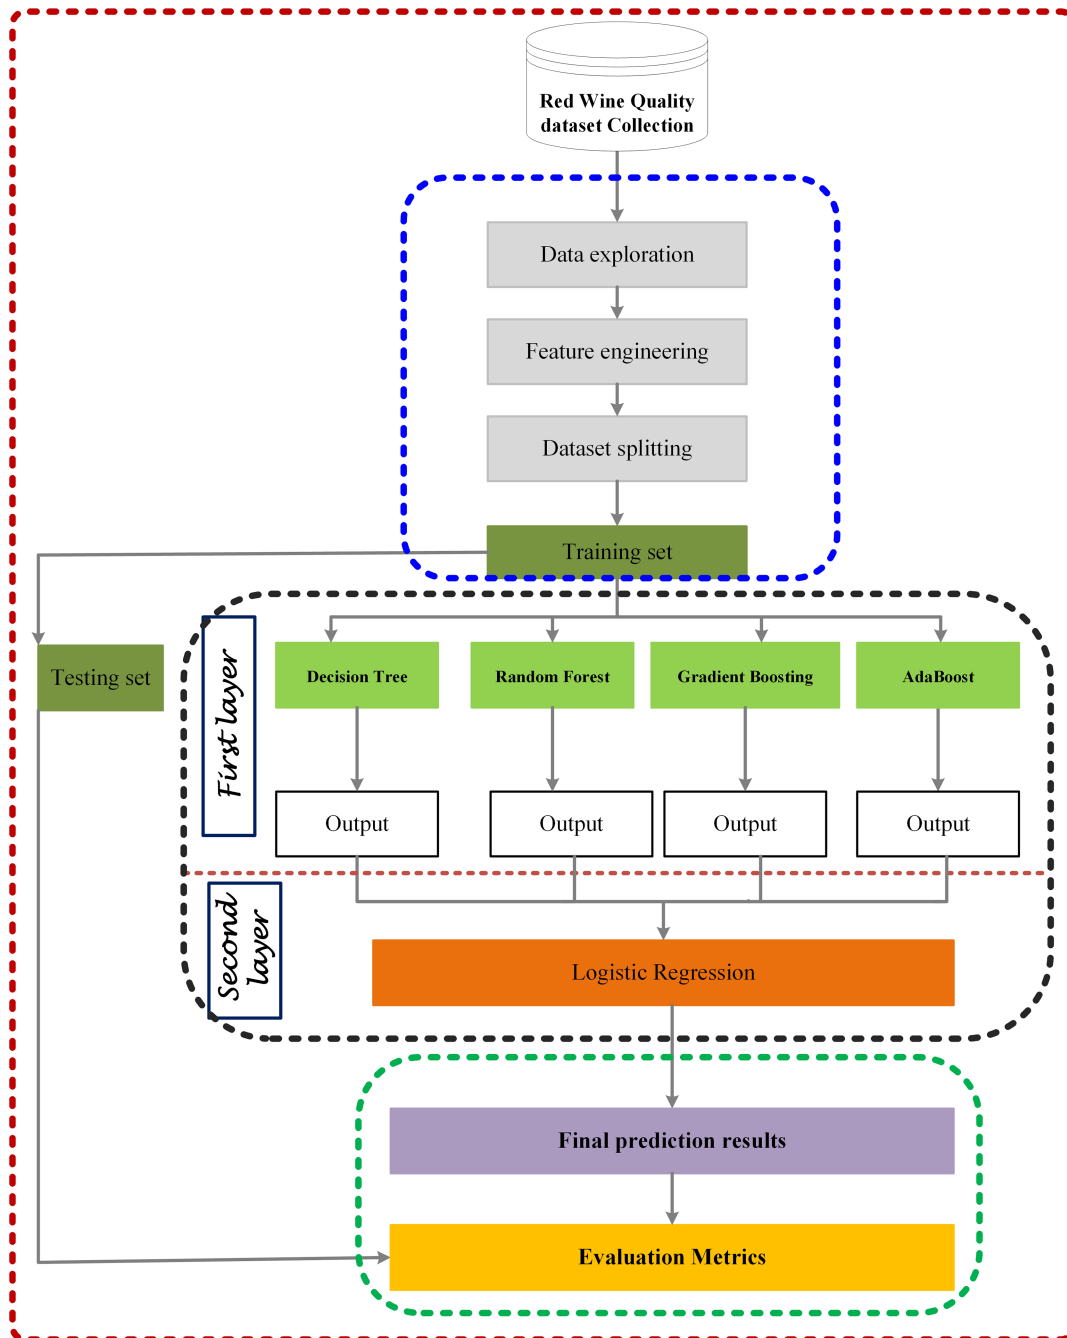 Red Wine Quality
dataset Collection
Data exploration
Feature engineering
Dataset splitting
Training set
Testing set
First layer
Decision Tree
Random Forest
Gradient Boosting
AdaBoost
Output
Output
Output
Output
Second
layer
Logistic Regression
Final prediction results
Evaluation Metrics